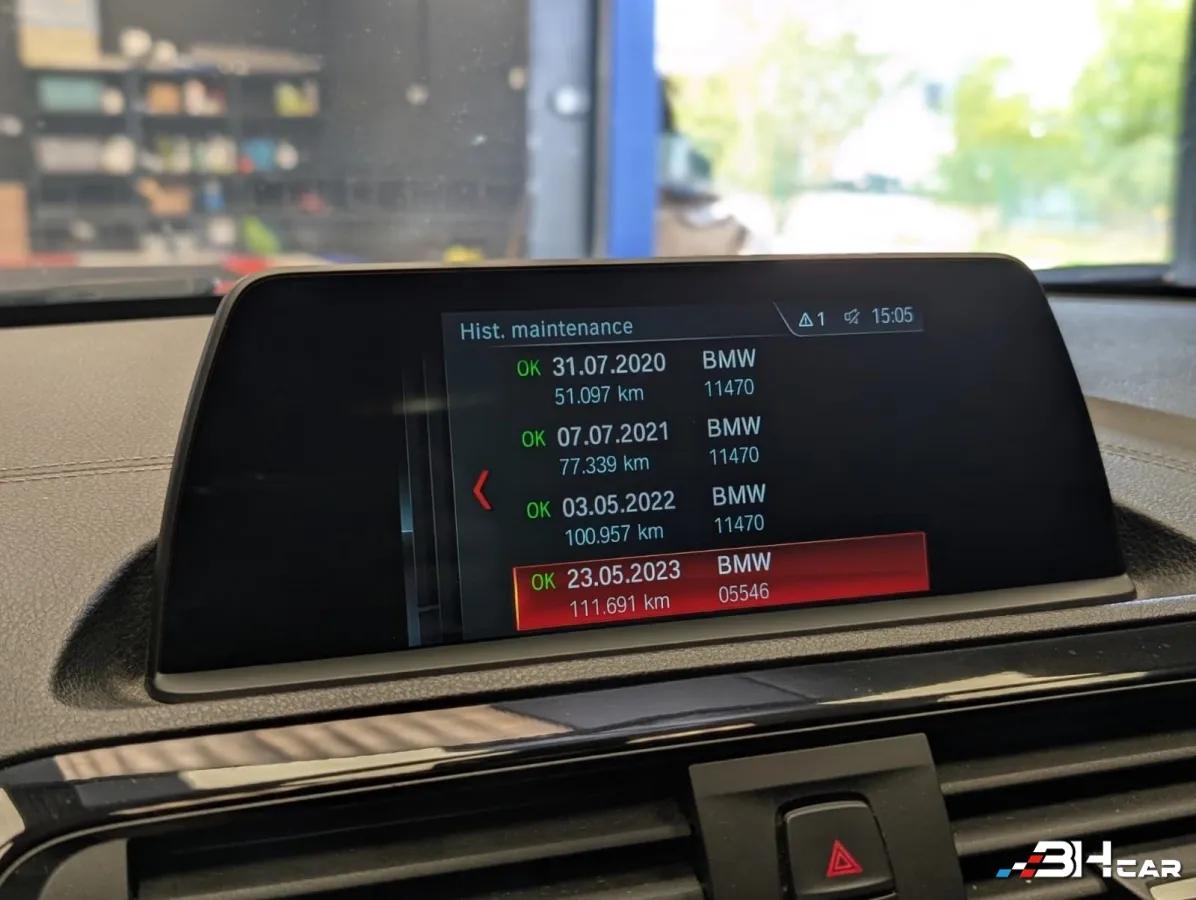 Hist. maintenance
1 15:05
OK 31.07.2020 BMW
51.097 km 11470
OK 07.07.2021 BMW
77.339 km 11470
OK 03.05.2022 BMW
100.957 km 11470
OK 23.05.2023 BMW
111.691 km 05546
3H CAR